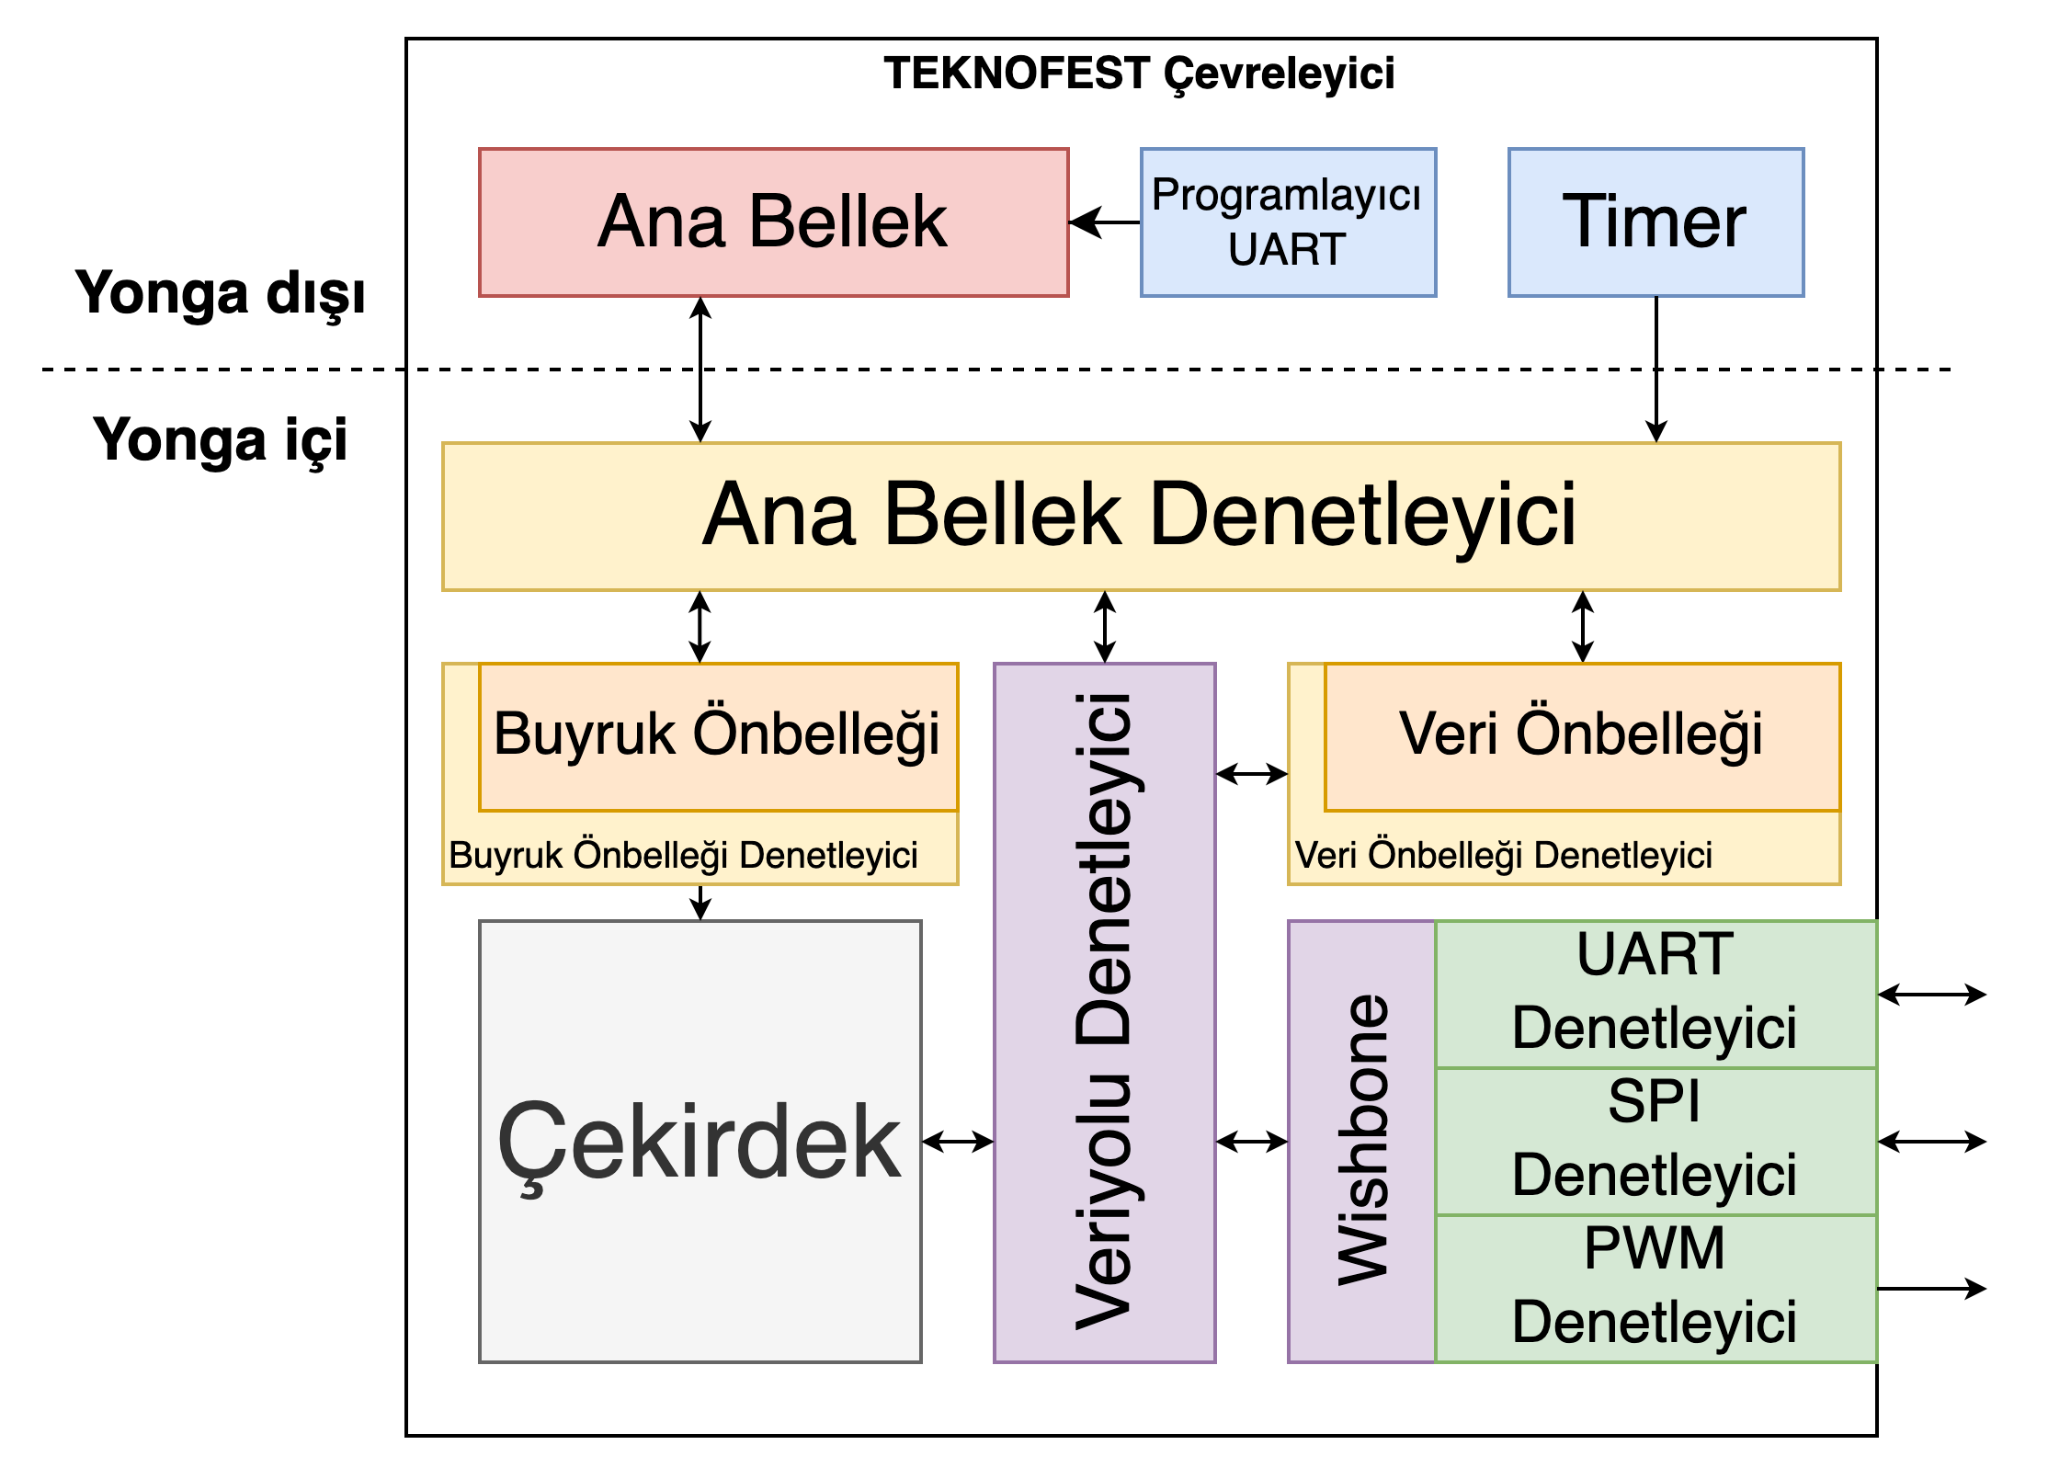 TEKNOFEST Çevreleyici
Ana Bellek
Programlayıcı
UART
Timer
Yonga dışı
Yonga içi
Ana Bellek Denetleyici
Buyruk Önbelleği
Buyruk Önbelleği Denetleyici
Veriyolu Denetleyici
Veri Önbelleği
Veri Önbelleği Denetleyici
Çekirdek
Wishbone
UART
Denetleyici
SPI
Denetleyici
PWM
Denetleyici